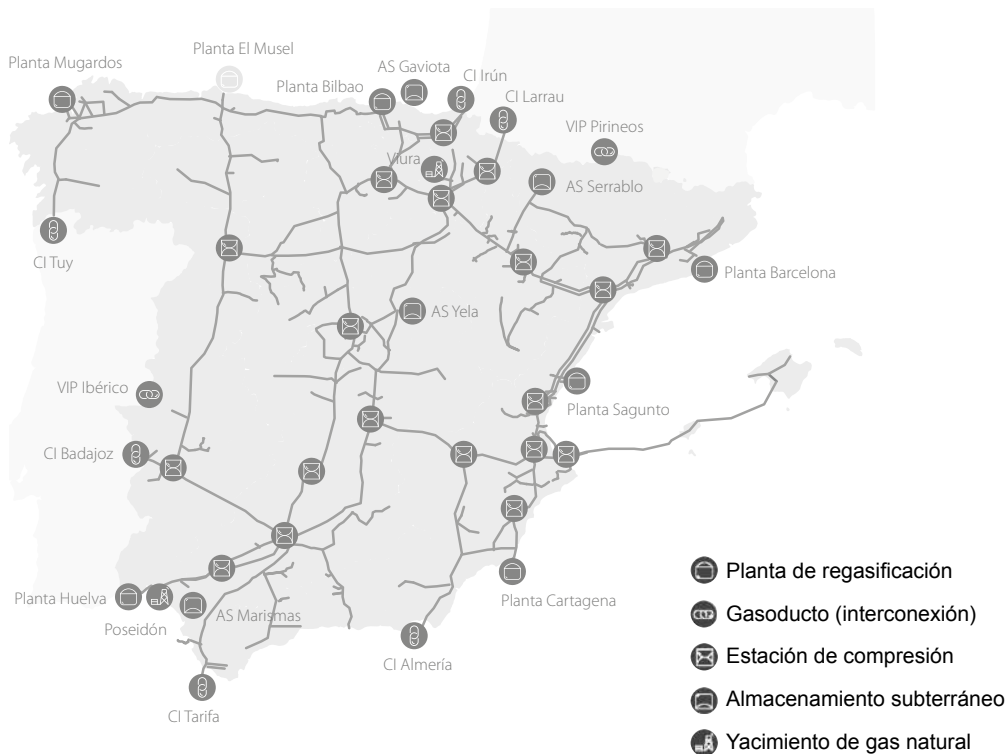 Planta El Musel
Planta Mugardos
AS Gaviota
CI Irún
Planta Bilbao
CI Larrau
VIP Pirineos
Viura
AS Serrablo
CI Tuy
Planta Barcelona
AS Yela
VIP Ibérico
Planta Sagunto
CI Badajoz
Planta Huelva
Poseidón
AS Marismas
Planta Cartagena
CI Almería
CI Tarifa
Planta de regasificación
Gasoducto (interconexión)
Estación de compresión
Almacenamiento subterráneo
Yacimiento de gas natural